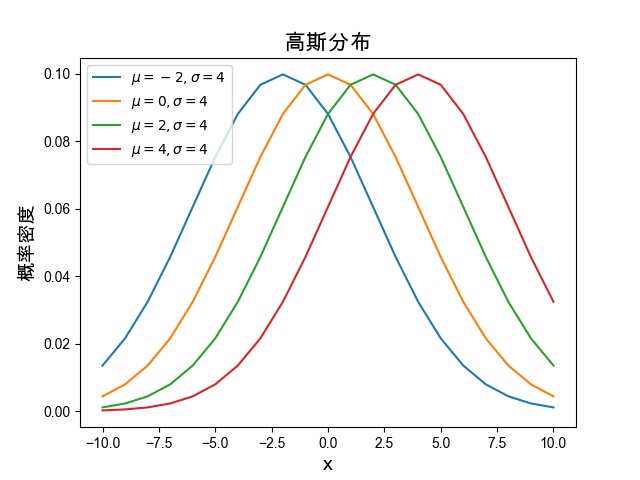 高斯分布
μ = −2, σ = 4
μ = 0, σ = 4
μ = 2, σ = 4
μ = 4, σ = 4
概率密度
0.10
0.08
0.06
0.04
0.02
0.00
−10.0 −7.5 −5.0 −2.5 0.0 2.5 5.0 7.5 10.0
x